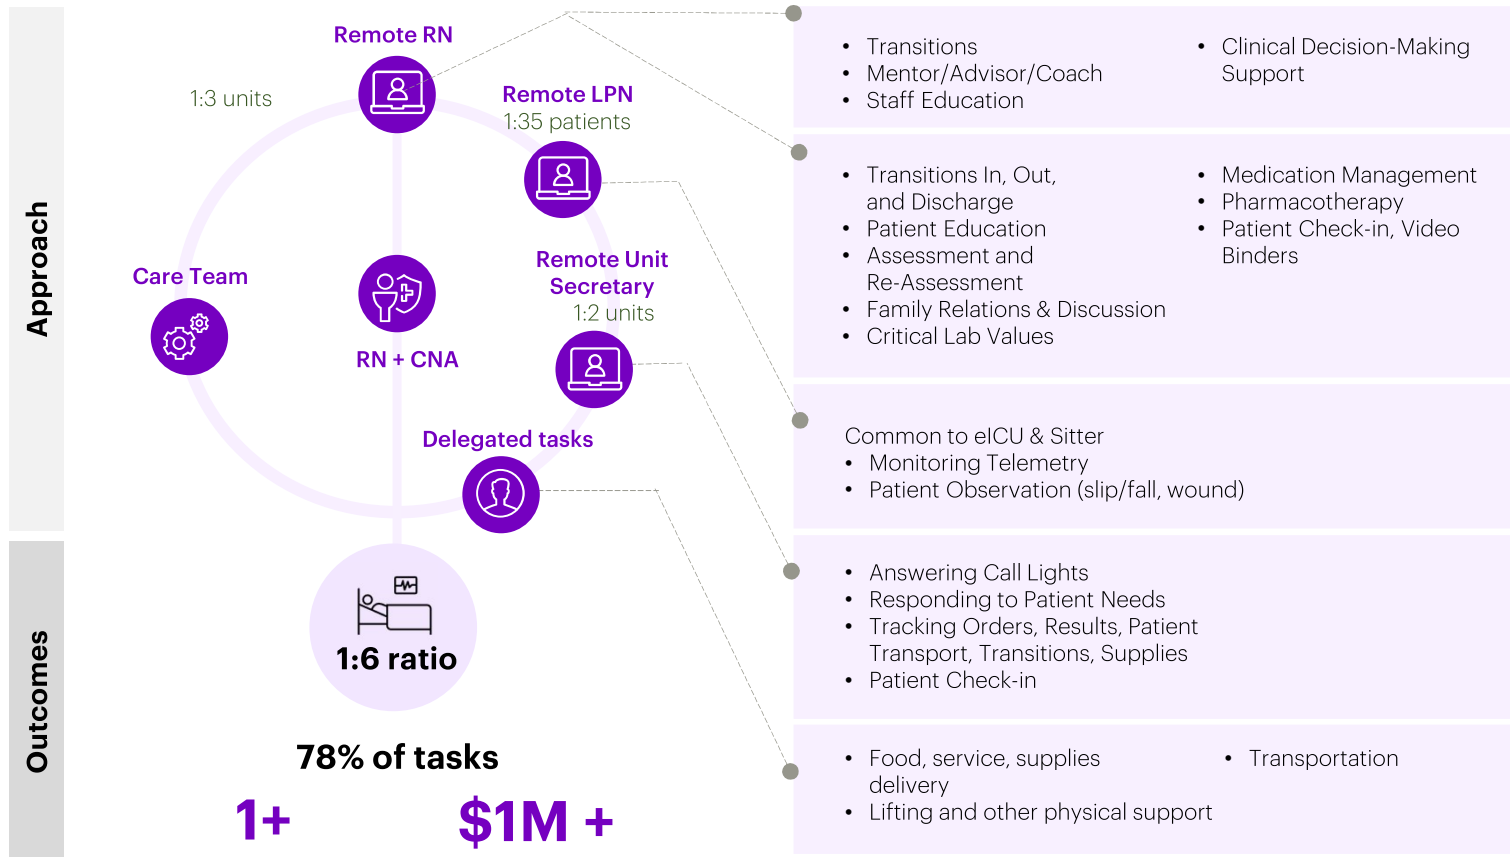 Approach
Remote RN
1:3 units
Remote LPN
1:35 patients
Care Team
Remote Unit
Secretary
1:2 units
RN + CNA
Delegated tasks
• Transitions
• Mentor/Advisor/Coach
• Staff Education
• Clinical Decision-Making
Support
• Transitions In, Out,
and Discharge
• Patient Education
• Assessment and
Re-Assessment
• Family Relations & Discussion
• Critical Lab Values
• Medication Management
• Pharmacotherapy
• Patient Check-in, Video
Binders
Common to eICU & Sitter
• Monitoring Telemetry
• Patient Observation (slip/fall, wound)
• Answering Call Lights
• Responding to Patient Needs
• Tracking Orders, Results, Patient
Transport, Transitions, Supplies
• Patient Check-in
• Food, service, supplies
delivery
• Lifting and other physical support
• Transportation
Outcomes
1:6 ratio
78% of tasks
1+
$1M +